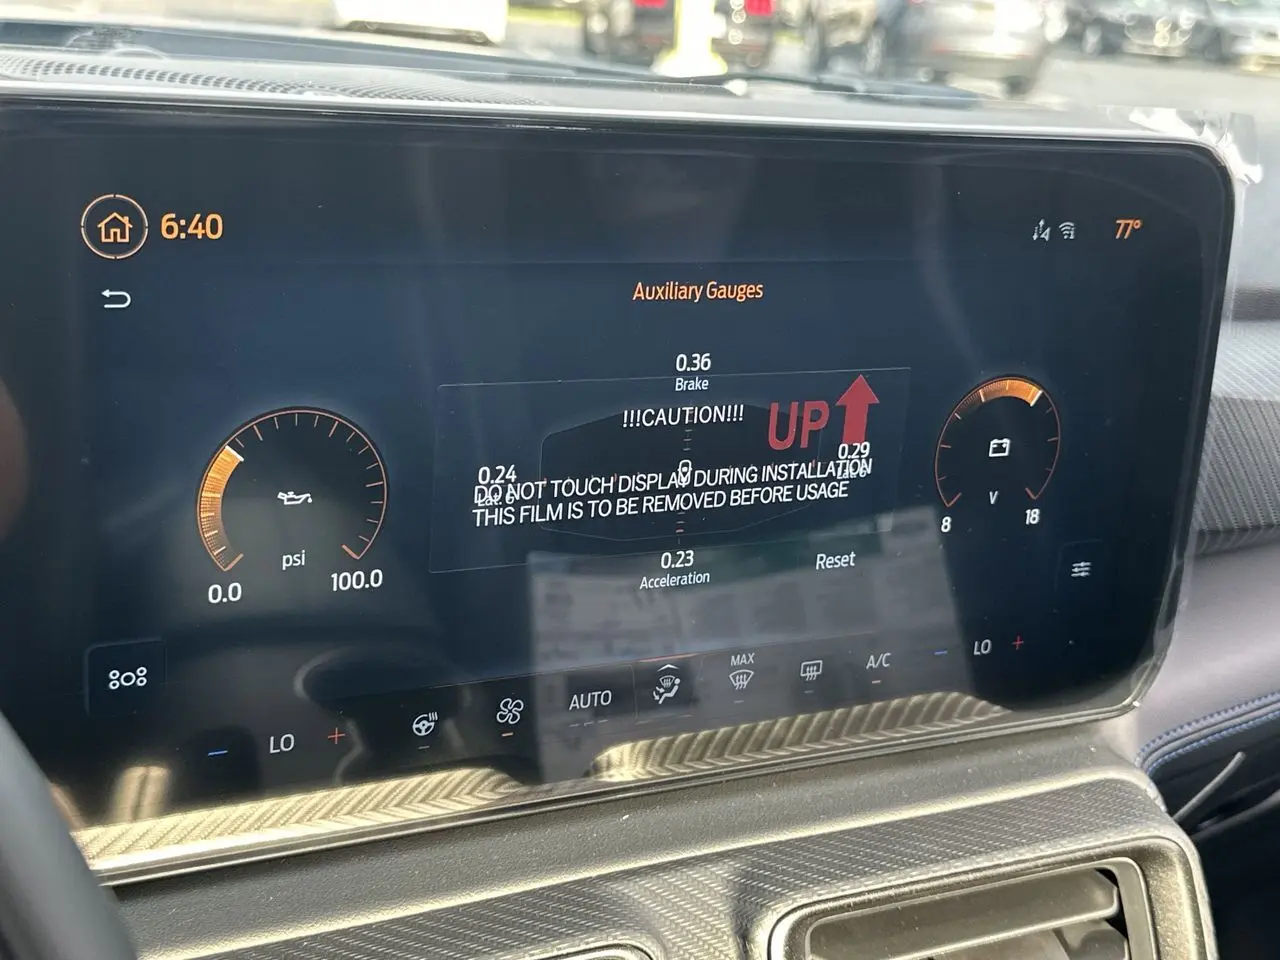 6:40
77°
Auxiliary Gauges
0.36
Brake
!!!CAUTION!!!
UP
0.24
0.29
Lat. G
DO NOT TOUCH DISPLAY DURING INSTALLATION
THIS FILM IS TO BE REMOVED BEFORE USAGE
psi
0.0
100.0
V
8
18
0.23
Acceleration
Reset
LO
AUTO
MAX
A/C
LO